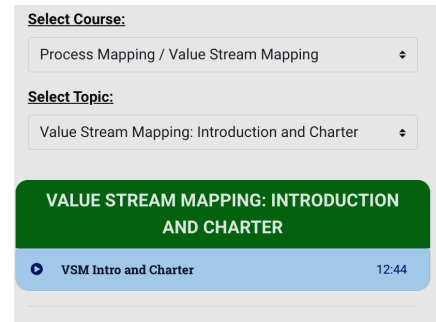 Select Course:
Process Mapping / Value Stream Mapping
Select Topic:
Value Stream Mapping: Introduction and Charter
VALUE STREAM MAPPING: INTRODUCTION
AND CHARTER
VSM Intro and Charter 12:44